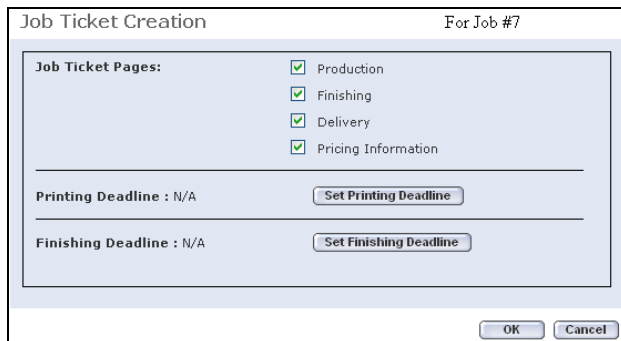 Job Ticket Creation For Job #7
Job Ticket Pages: Production
Finishing
Delivery
Pricing Information
Printing Deadline : N/A Set Printing Deadline
Finishing Deadline : N/A Set Finishing Deadline
OK Cancel